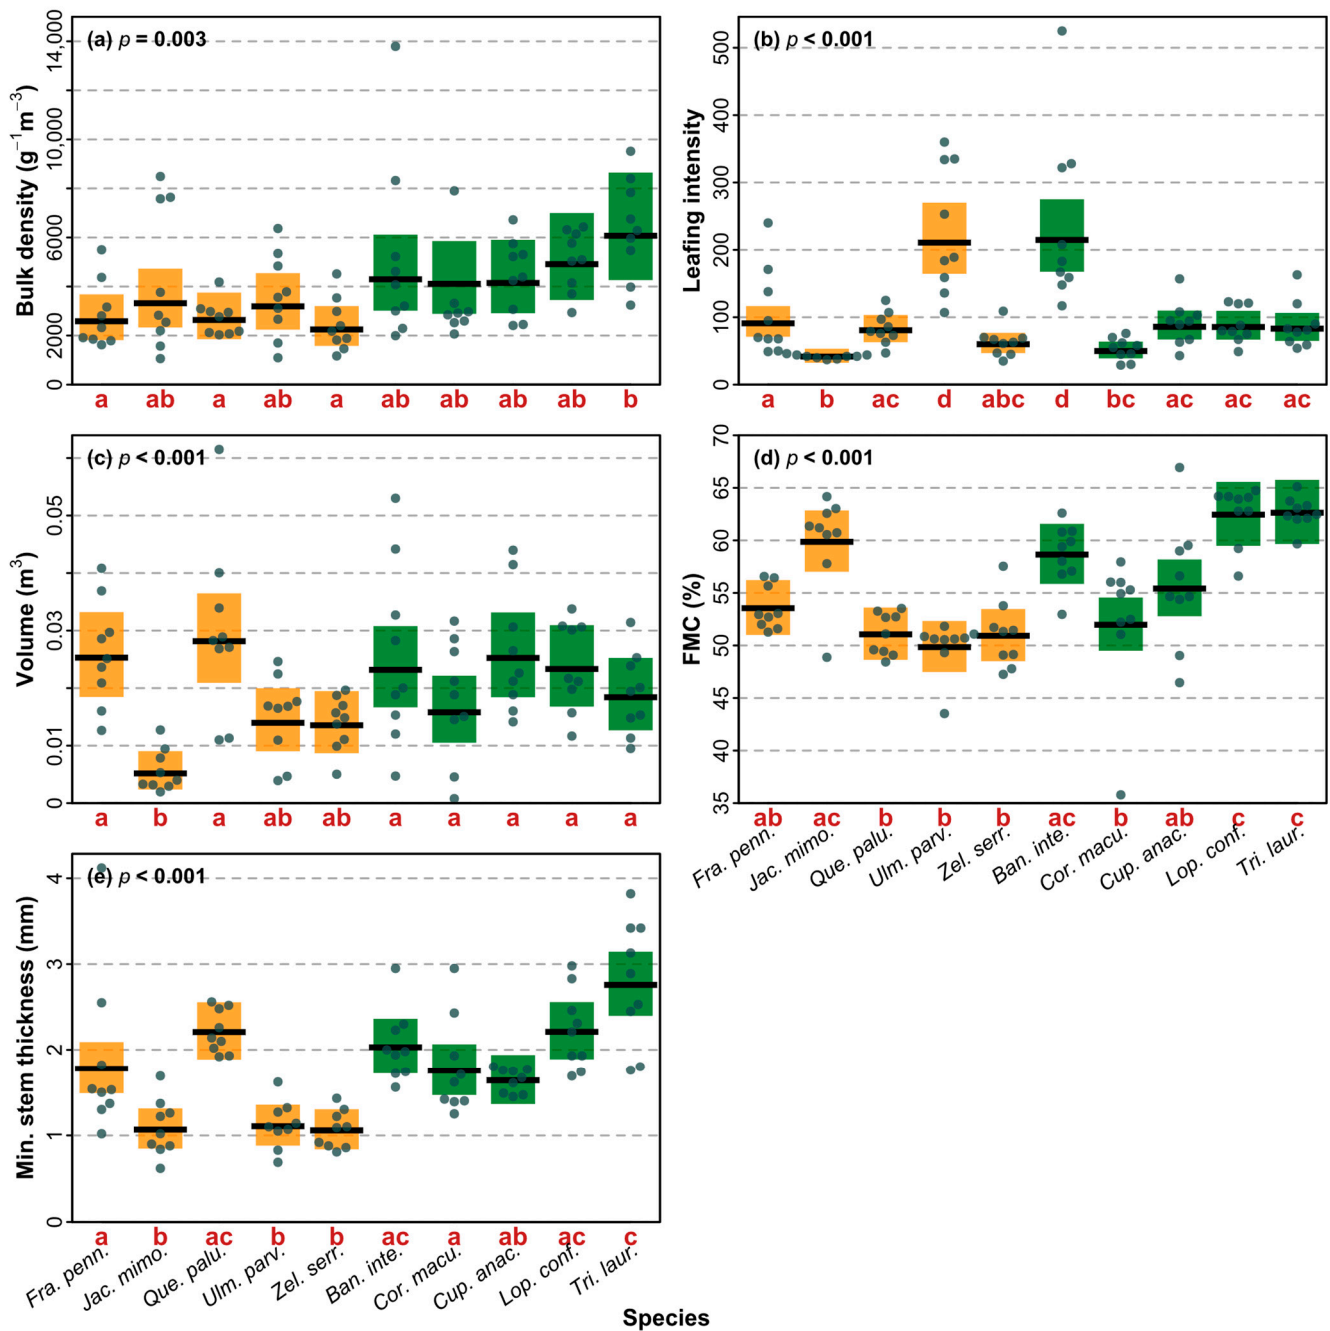 (a) p = 0.003
Bulk density (g⁻¹m⁻³)
14,000
10,000
6000
2000
0
a ab a ab a ab ab ab ab b
(b) p < 0.001
Leafing intensity
500
400
300
200
100
0
a b ac d abc d bc ac ac ac
(c) p < 0.001
Volume (m³)
0.05
0.03
0.01
0
a b a ab ab a a a a a
(d) p < 0.001
FMC (%)
70
65
60
55
50
45
40
35
ab ac b b b ac b ab c c
Fra. penn. Jac. mimo. Que. palu. Ulm. parv. Zel. serr. Ban. inte. Cor. macu. Cup. anac. Lop. conf. Tri. laur.
(e) p < 0.001
Min. stem thickness (mm)
4
3
2
1
0
a b ac b b ac a ab ac c
Fra. penn. Jac. mimo. Que. palu. Ulm. parv. Zel. serr. Ban. inte. Cor. macu. Cup. anac. Lop. conf. Tri. laur.
Species